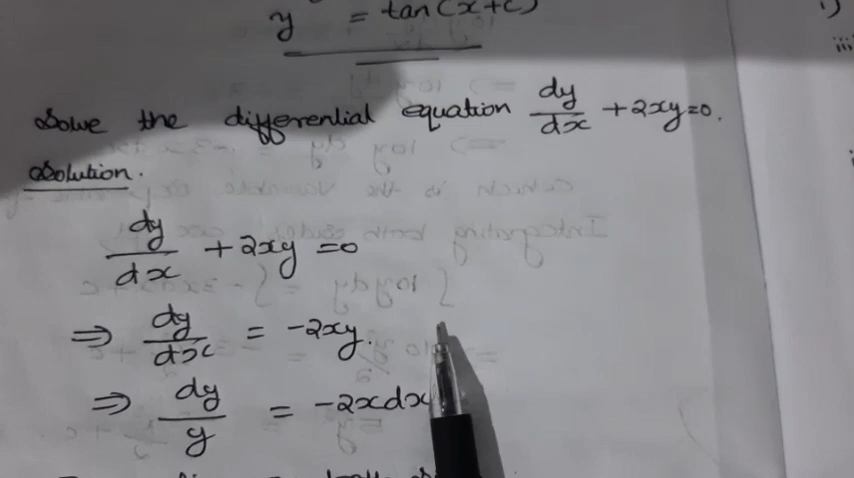 y = tan(x+c)
Solve the differential equation dy/dx + 2xy = 0.
Solution.
dy/dx + 2xy = 0
⇒ dy/dx = -2xy.
⇒ dy/y = -2xdx